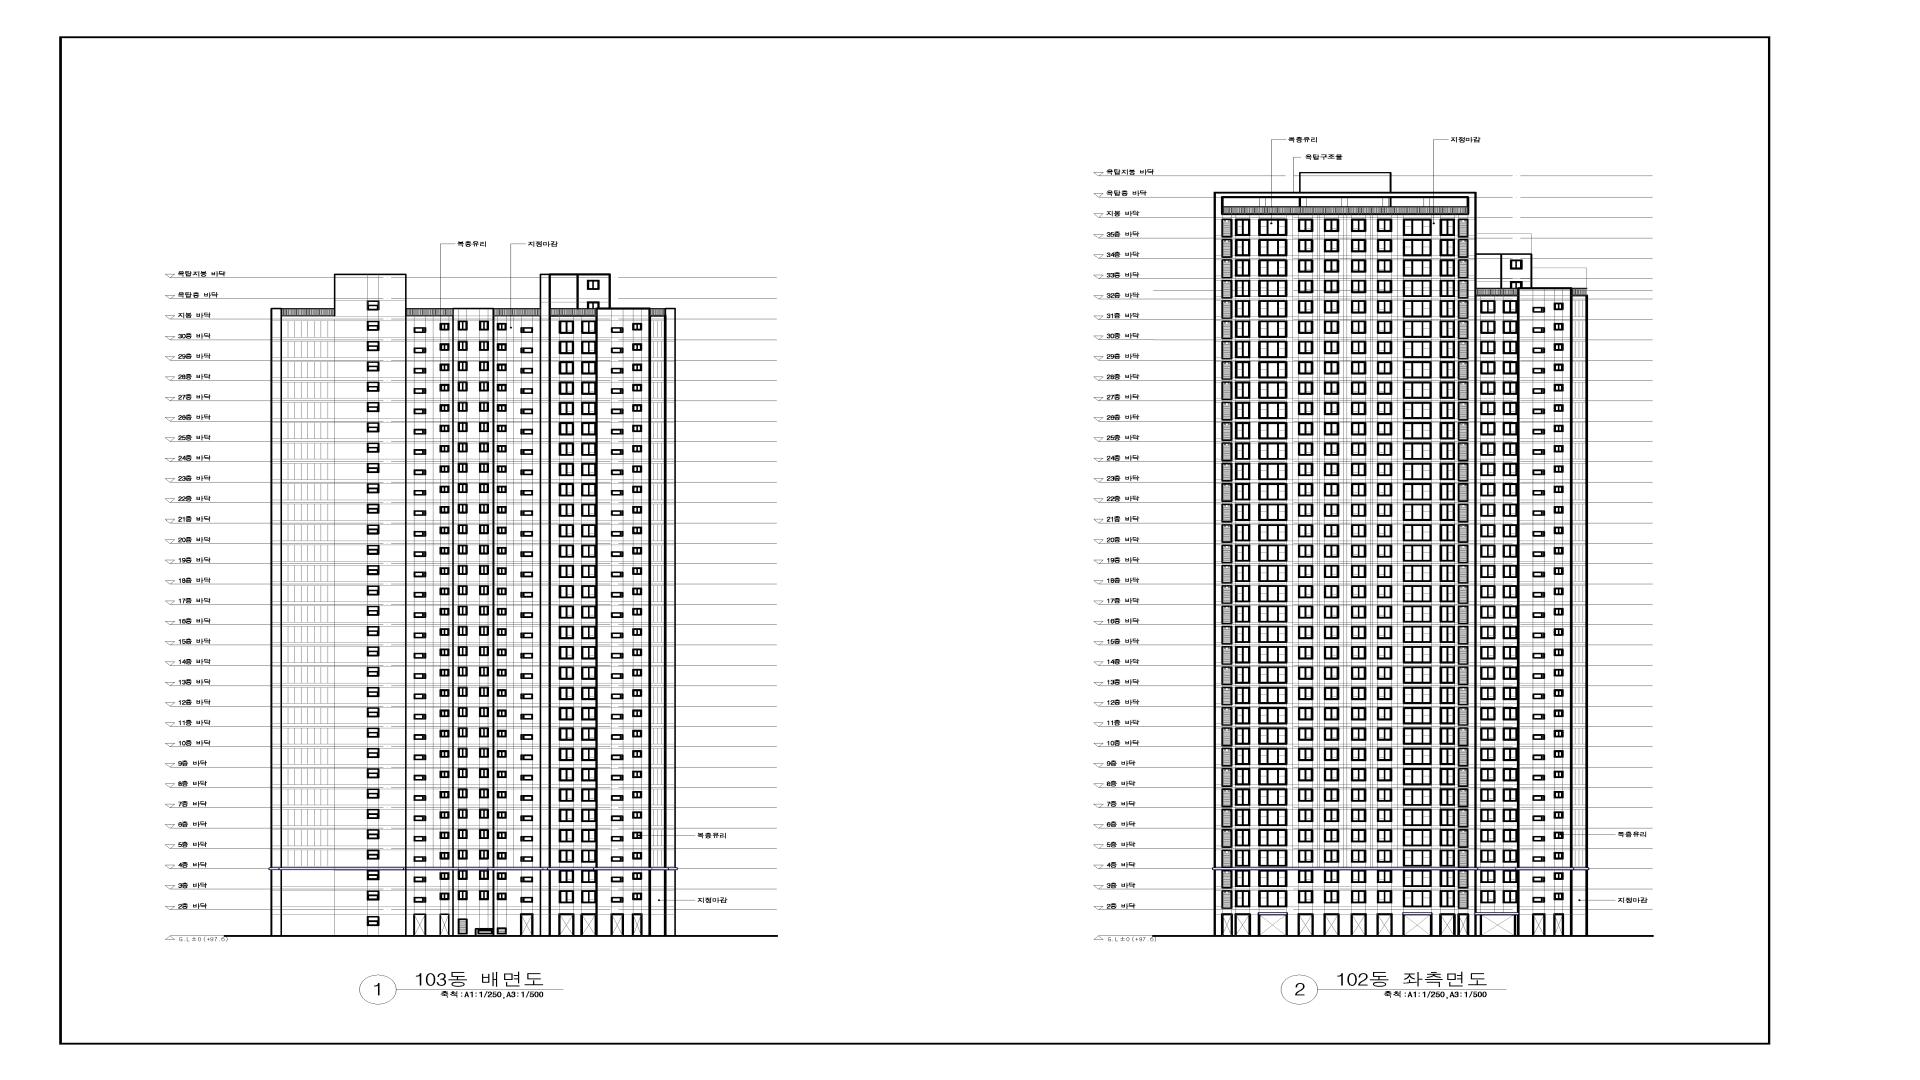 복층유리
지정마감
옥탑지붕 바닥
옥탑층 바닥
지붕 바닥
30층 바닥
29층 바닥
28층 바닥
27층 바닥
26층 바닥
25층 바닥
24층 바닥
23층 바닥
22층 바닥
21층 바닥
20층 바닥
19층 바닥
18층 바닥
17층 바닥
16층 바닥
15층 바닥
14층 바닥
13층 바닥
12층 바닥
11층 바닥
10층 바닥
9층 바닥
8층 바닥
7층 바닥
6층 바닥
복층유리
5층 바닥
4층 바닥
3층 바닥
지정마감
2층 바닥
G.L ±0(+97.6)
1 103동 배면도
축척 :A1:1/250,A3:1/500
복층유리
지정마감
옥탑구조물
옥탑지붕 바닥
옥탑층 바닥
지붕 바닥
35층 바닥
34층 바닥
33층 바닥
32층 바닥
31층 바닥
30층 바닥
29층 바닥
28층 바닥
27층 바닥
26층 바닥
25층 바닥
24층 바닥
23층 바닥
22층 바닥
21층 바닥
20층 바닥
19층 바닥
18층 바닥
17층 바닥
16층 바닥
15층 바닥
14층 바닥
13층 바닥
12층 바닥
11층 바닥
10층 바닥
9층 바닥
8층 바닥
7층 바닥
6층 바닥
복층유리
5층 바닥
4층 바닥
3층 바닥
지정마감
2층 바닥
G.L ±0(+97.6)
2 102동 좌측면도
축척 :A1:1/250,A3:1/500